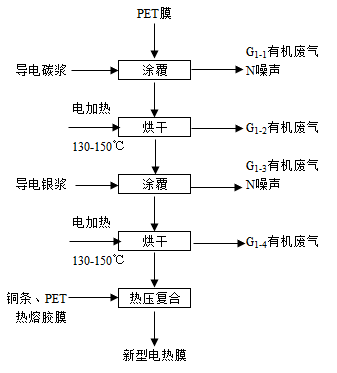 PET膜
导电碳浆
涂覆
G1-1有机废气
N噪声
电加热
130-150℃
烘干
G1-2有机废气
导电银浆
涂覆
G1-3有机废气
N噪声
电加热
130-150℃
烘干
G1-4有机废气
铜条、PET
热熔胶膜
热压复合
新型电热膜